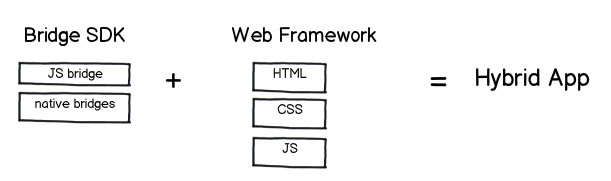 Bridge SDK
JS bridge
native bridges
+
Web Framework
HTML
CSS
JS
=
Hybrid App